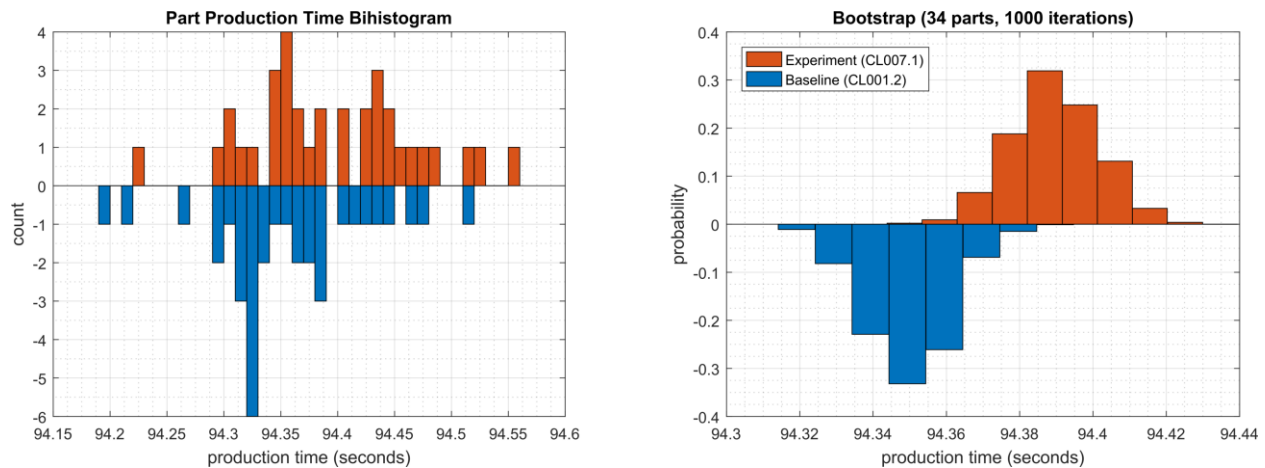 Part Production Time Bihistogram
4
3
2
1
0
-1
-2
-3
-4
-5
-6
count
94.15 94.2 94.25 94.3 94.35 94.4 94.45 94.5 94.55 94.6
production time (seconds)
Bootstrap (34 parts, 1000 iterations)
0.4
0.3
0.2
0.1
0
-0.1
-0.2
-0.3
-0.4
probability
Experiment (CL007.1)
Baseline (CL001.2)
94.3 94.32 94.34 94.36 94.38 94.4 94.42 94.44
production time (seconds)